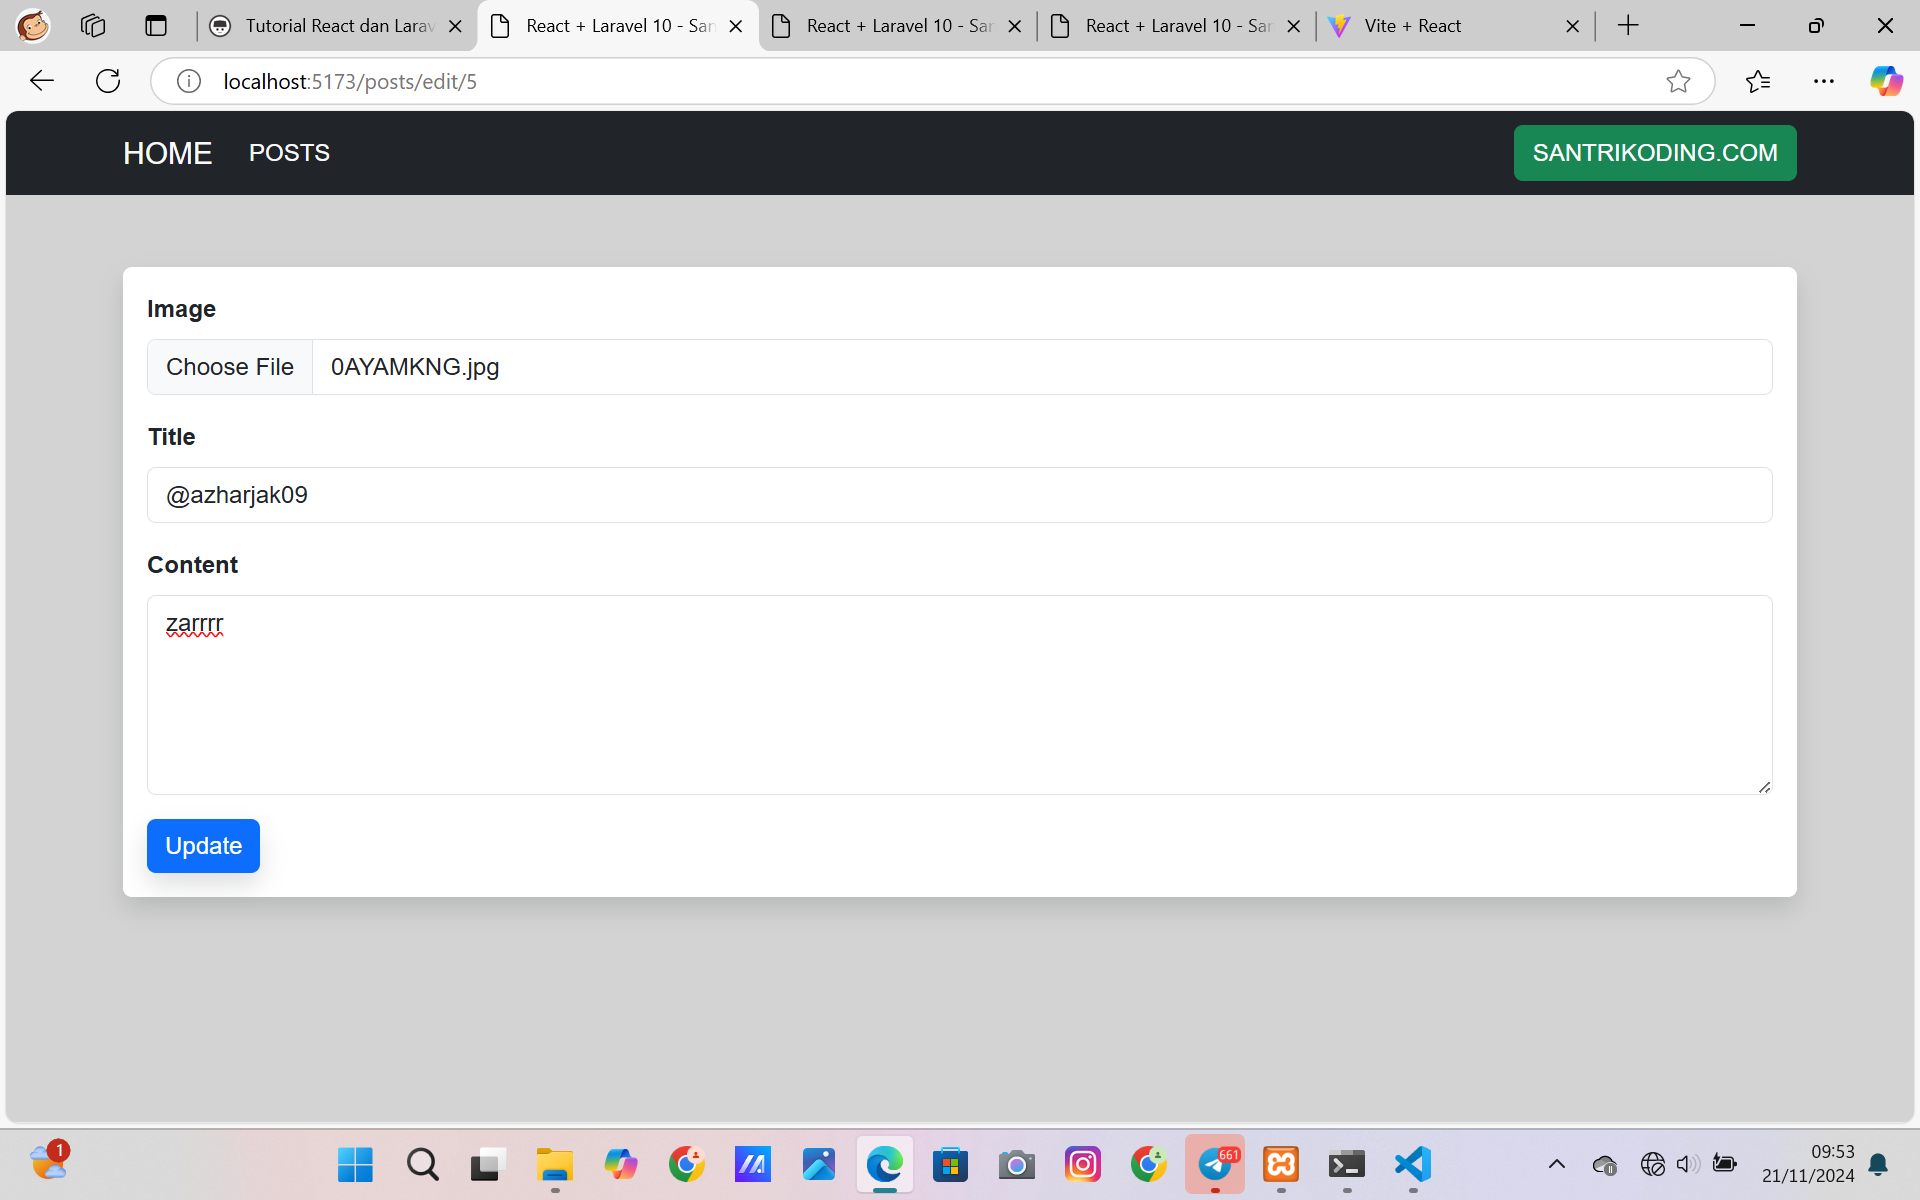 Tutorial React dan Larav
React + Laravel 10 - San
React + Laravel 10 - San
React + Laravel 10 - San
Vite + React
localhost:5173/posts/edit/5
HOME
POSTS
SANTRIKODING.COM
Image
Choose File
0AYAMKNG.jpg
Title
@azharjak09
Content
zarrrr
Update
1
661
09:53
21/11/2024